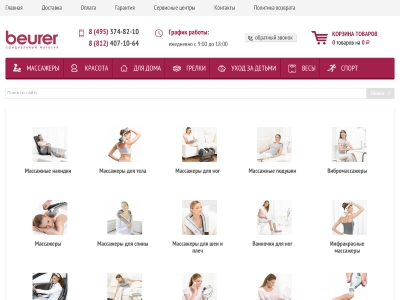 Главная Доставка Оплата Гарантия Сервисные центры Контакты Политика возврата
beurer
официальный магазин
8 (495) 374-82-10
8 (812) 407-10-64
График работы:
ежедневно с 9:00 до 18:00
обратный звонок
КОРЗИНА ТОВАРОВ
0 товаров на 0 ₽
МАССАЖЕРЫ КРАСОТА ДЛЯ ДОМА ГРЕЛКИ УХОД ЗА ДЕТЬМИ ВЕСЫ СПОРТ
Поиск по сайту...
Массажные накидки Массажеры для тела Массажеры для ног Массажные подушки Вибромассажеры
Массажеры Массажеры для спины Массажеры для шеи и плеч Ванночки для ног Инфракрасные массажеры